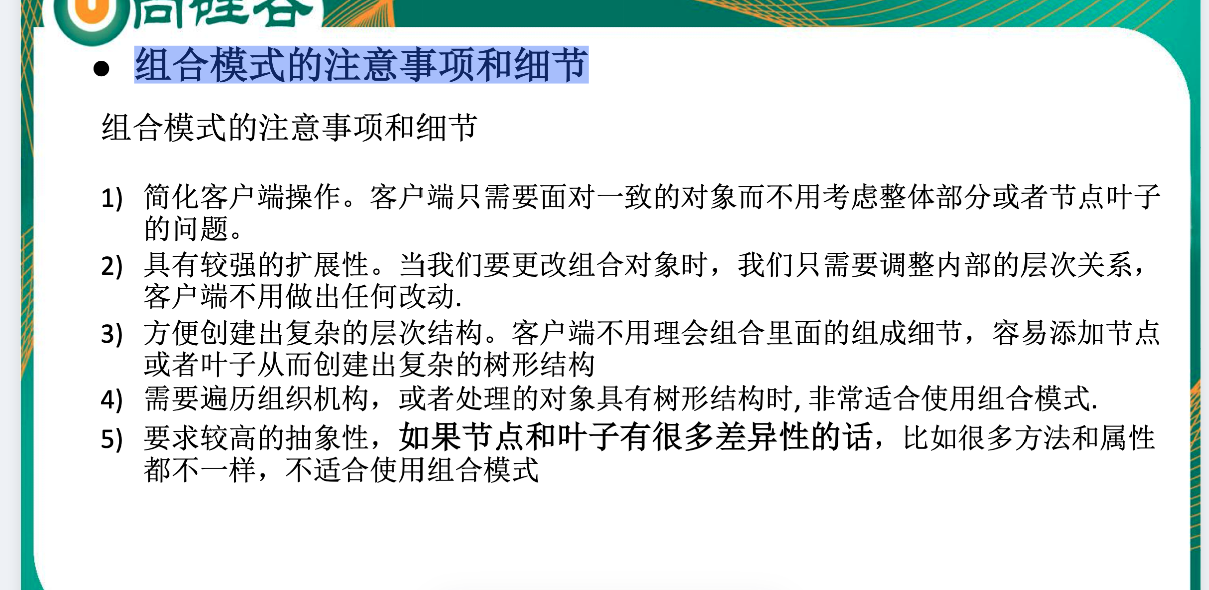 尚硅谷
组合模式的注意事项和细节
组合模式的注意事项和细节
1) 简化客户端操作。客户端只需要面对一致的对象而不用考虑整体部分或者节点叶子
的问题。
2) 具有较强的扩展性。当我们要更改组合对象时，我们只需要调整内部的层次关系，
客户端不用做出任何改动.
3) 方便创建出复杂的层次结构。客户端不用理会组合里面的组成细节，容易添加节点
或者叶子从而创建出复杂的树形结构
4) 需要遍历组织机构，或者处理的对象具有树形结构时, 非常适合使用组合模式.
5) 要求较高的抽象性，如果节点和叶子有很多差异性的话，比如很多方法和属性
都不一样，不适合使用组合模式